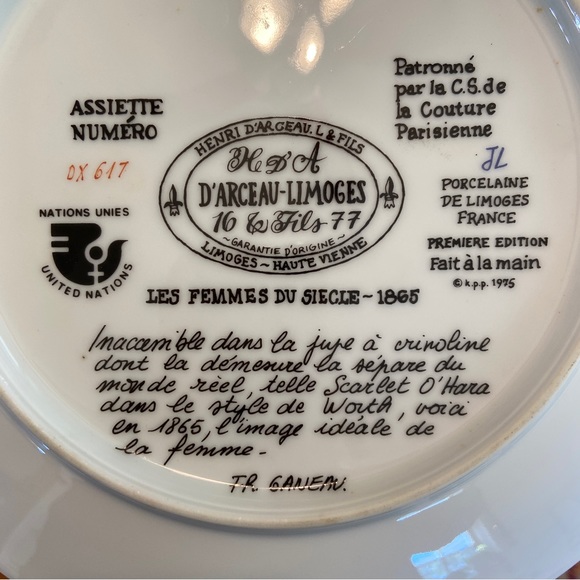 ASSIETTE
NUMÉRO
DX 617
NATIONS UNIES
UNITED NATIONS
HENRI D'ARCEAU. L & FILS
H D'A
D'ARCEAU-LIMOGES
16 & Fils 77
~GARANTIE D'ORIGINE~
LIMOGES~HAUTE VIENNE
Patronné
par la C.S. de
la Couture
Parisienne
JL
PORCELAINE
DE LIMOGES
FRANCE
PREMIERE EDITION
Fait à la main
© k.p.p. 1975
LES FEMMES DU SIECLE~1865
Inaccessible dans la jupe à crinoline
dont la démesure la sépare du
monde réel, telle Scarlet O'Hara
dans le style de Worth, voici
en 1865, l'image idéale de
la femme-
T.R. GANEAU.